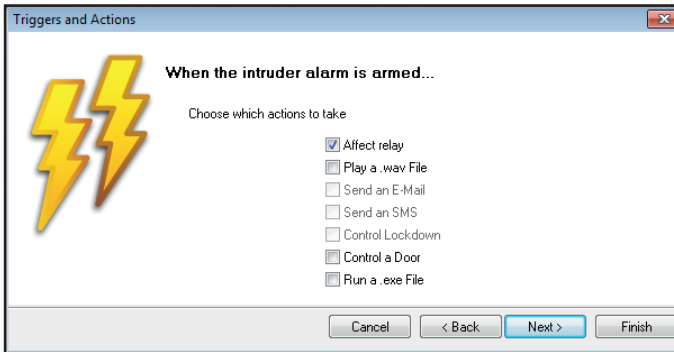 Triggers and Actions
When the intruder alarm is armed...
Choose which actions to take
Affect relay
Play a .wav File
Send an E-Mail
Send an SMS
Control Lockdown
Control a Door
Run a .exe File
Cancel < Back Next > Finish